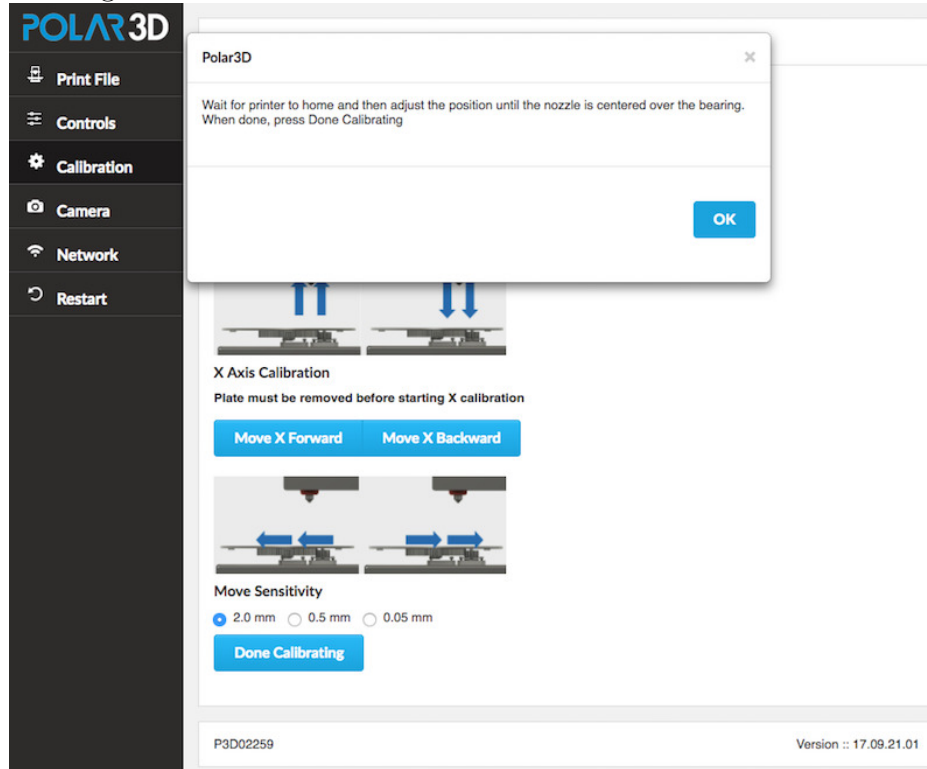 POLAR 3D
Print File
Controls
Calibration
Camera
Network
Restart
Polar3D
×
Wait for printer to home and then adjust the position until the nozzle is centered over the bearing.
When done, press Done Calibrating
OK
X Axis Calibration
Plate must be removed before starting X calibration
Move X Forward Move X Backward
Move Sensitivity
2.0 mm 0.5 mm 0.05 mm
Done Calibrating
P3D02259 Version :: 17.09.21.01